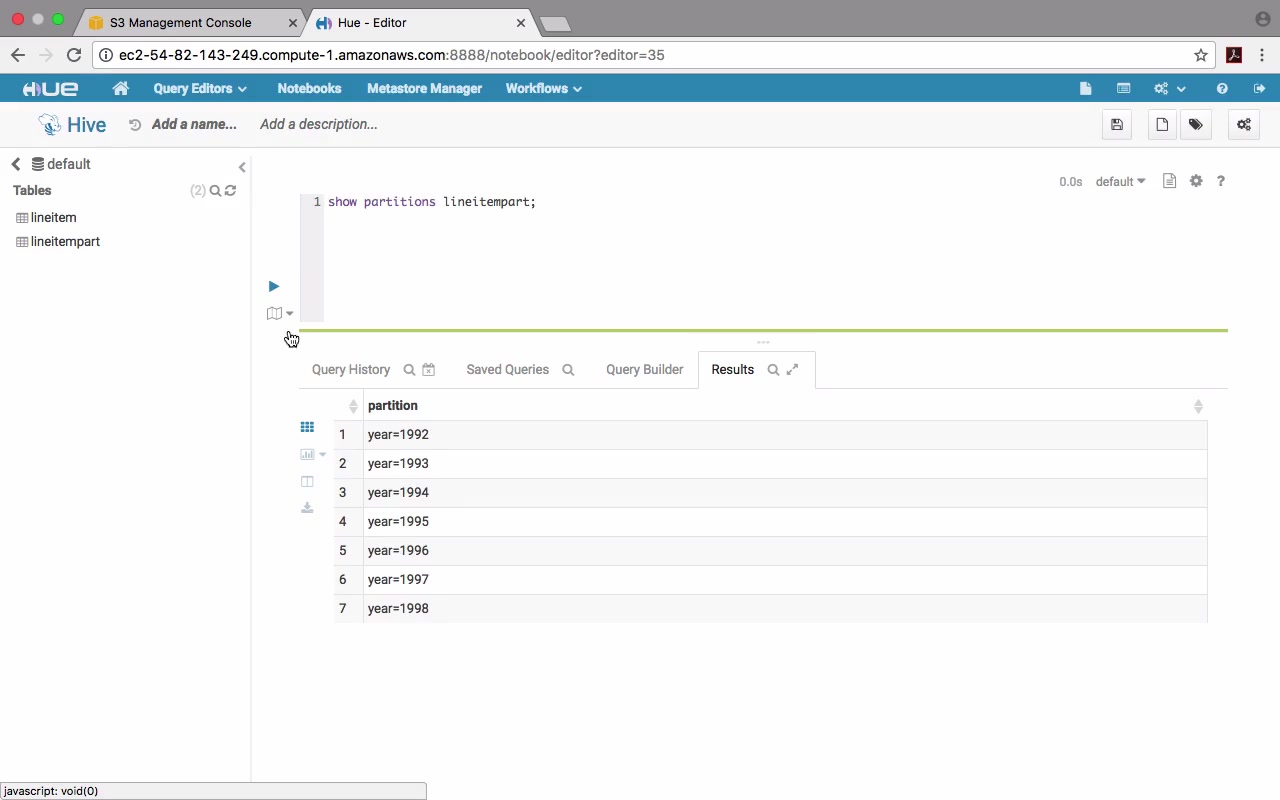 S3 Management Console
Hue - Editor
ec2-54-82-143-249.compute-1.amazonaws.com:8888/notebook/editor?editor=35
HUE Query Editors Notebooks Metastore Manager Workflows ?
Hive Add a name... Add a description...
default
Tables (2)
lineitem
lineitempart
0.0s default ?
1 show partitions lineitempart;
Query History Saved Queries Query Builder Results
partition
1 year=1992
2 year=1993
3 year=1994
4 year=1995
5 year=1996
6 year=1997
7 year=1998
javascript: void(0)